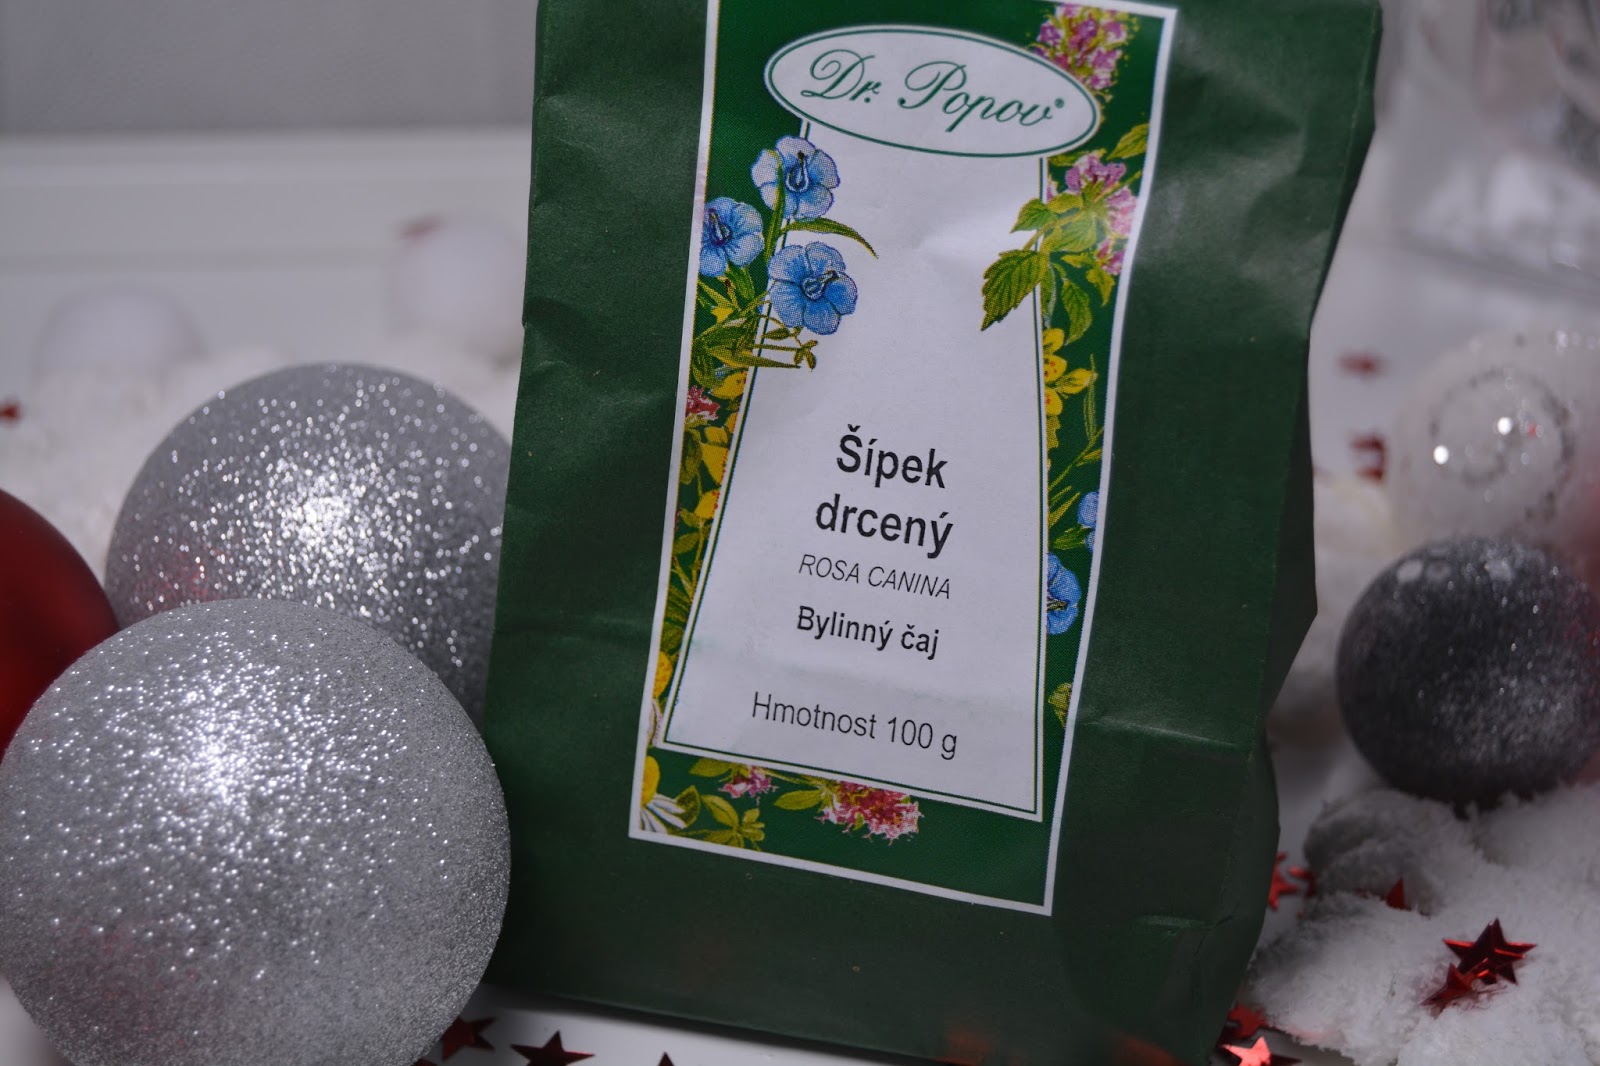 Dr. Popov®
Šípek
drcený
ROSA CANINA
Bylinný čaj
Hmotnost 100 g